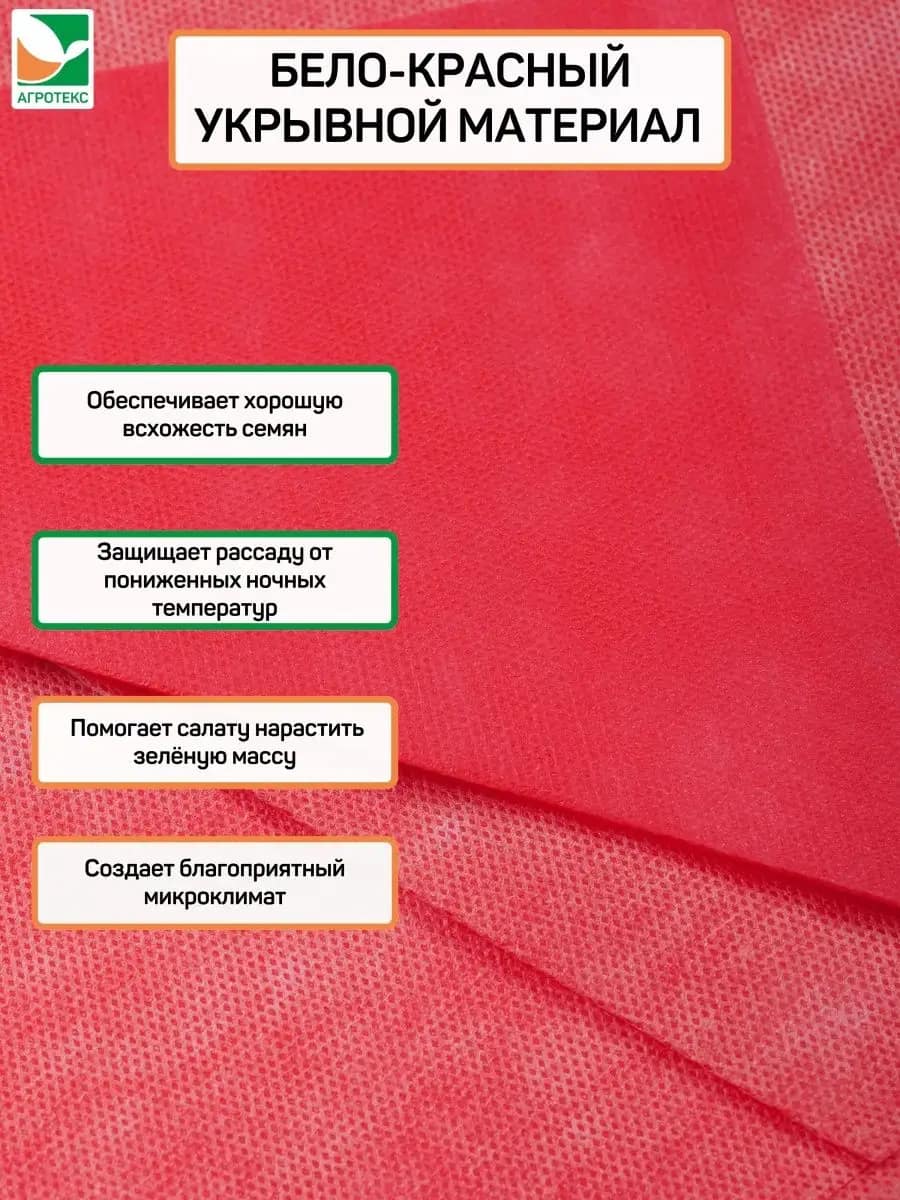 АГРОТЕКС
БЕЛО-КРАСНЫЙ
УКРЫВНОЙ МАТЕРИАЛ
Обеспечивает хорошую
всхожесть семян
Защищает рассаду от
пониженных ночных
температур
Помогает салату нарастить
зелёную массу
Создает благоприятный
микроклимат